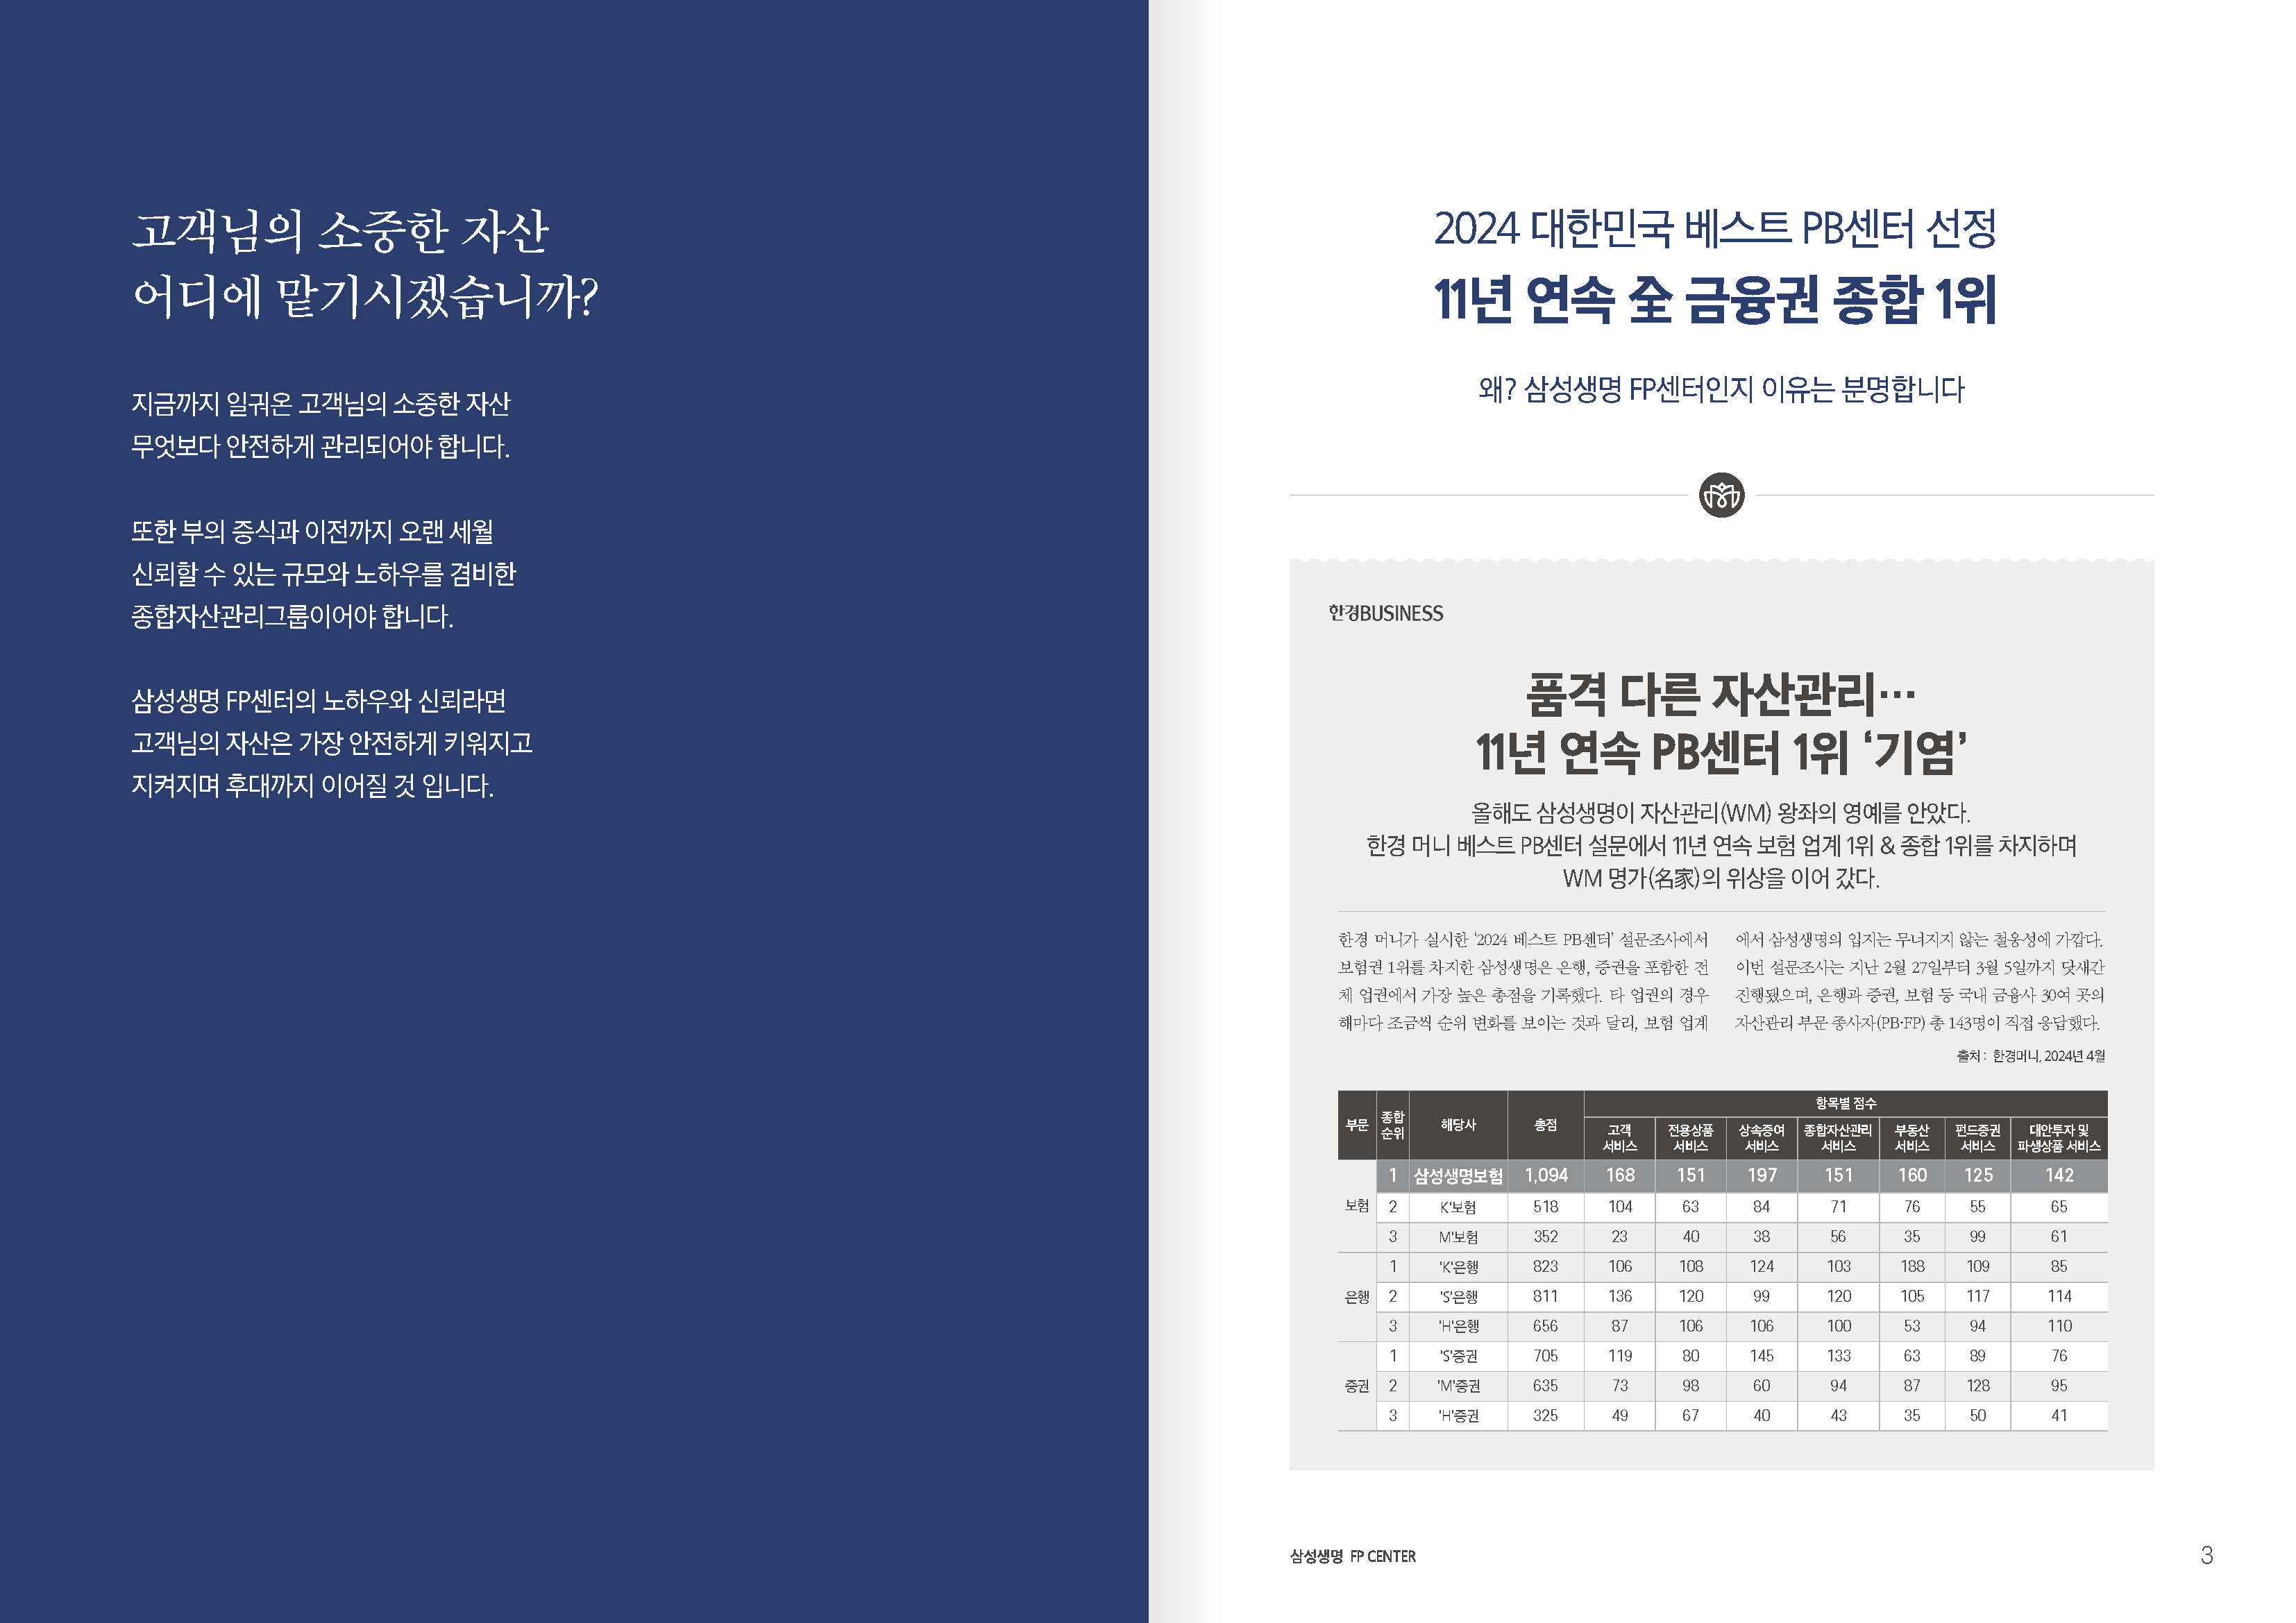 고객님의 소중한 자산
어디에 맡기시겠습니까?
지금까지 일궈온 고객님의 소중한 자산
무엇보다 안전하게 관리되어야 합니다.
또한 부의 증식과 이전까지 오랜 세월
신뢰할 수 있는 규모와 노하우를 겸비한
종합자산관리그룹이어야 합니다.
삼성생명 FP센터의 노하우와 신뢰라면
고객님의 자산은 가장 안전하게 키워지고
지켜지며 후대까지 이어질 것 입니다.
2024 대한민국 베스트 PB센터 선정
11년 연속 全 금융권 종합 1위
왜? 삼성생명 FP센터인지 이유는 분명합니다
한경BUSINESS
품격 다른 자산관리…
11년 연속 PB센터 1위 ‘기염’
올해도 삼성생명이 자산관리(WM) 왕좌의 영예를 안았다.
한경 머니 베스트 PB센터 설문에서 11년 연속 보험 업계 1위 & 종합 1위를 차지하며
WM 명가(名家)의 위상을 이어 갔다.
한경 머니가 실시한 ‘2024 베스트 PB센터’ 설문조사에서
보험권 1위를 차지한 삼성생명은 은행, 증권을 포함한 전
체 업권에서 가장 높은 총점을 기록했다. 타 업권의 경우
해마다 조금씩 순위 변화를 보이는 것과 달리, 보험 업계
에서 삼성생명의 입지는 무너지지 않는 철옹성에 가깝다.
이번 설문조사는 지난 2월 27일부터 3월 5일까지 닷새간
진행됐으며, 은행과 증권, 보험 등 국내 금융사 30여 곳의
자산관리 부문 종사자(PB·FP) 총 143명이 직접 응답했다.
출처 : 한경머니, 2024년 4월
부문 종합 순위 해당사 총점 항목별 점수
고객 서비스 전용상품 서비스 상속증여 서비스 종합자산관리 서비스 부동산 서비스 펀드증권 서비스 대안투자 및 파생상품 서비스
보험 1 삼성생명보험 1,094 168 151 197 151 160 125 142
2 K'보험 518 104 63 84 71 76 55 65
3 M'보험 352 23 40 38 56 35 99 61
은행 1 'K'은행 823 106 108 124 103 188 109 85
2 'S'은행 811 136 120 99 120 105 117 114
3 'H'은행 656 87 106 106 100 53 94 110
증권 1 'S'증권 705 119 80 145 133 63 89 76
2 'M'증권 635 73 98 60 94 87 128 95
3 'H'증권 325 49 67 40 43 35 50 41
삼성생명 FP CENTER
3